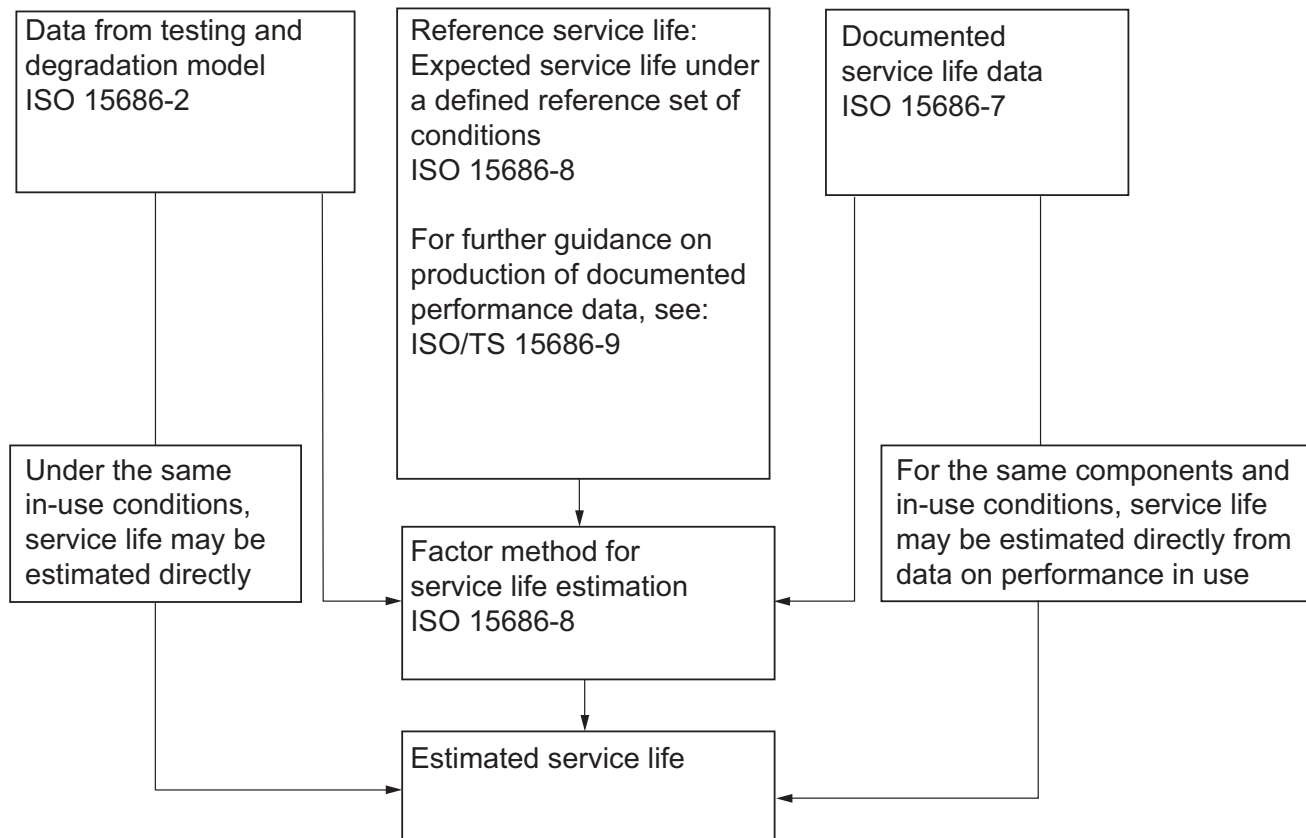 Data from testing and
degradation model
ISO 15686-2
Reference service life:
Expected service life under
a defined reference set of
conditions
ISO 15686-8
For further guidance on
production of documented
performance data, see:
ISO/TS 15686-9
Documented
service life data
ISO 15686-7
Under the same
in-use conditions,
service life may be
estimated directly
For the same components and
in-use conditions, service life
may be estimated directly from
data on performance in use
Factor method for
service life estimation
ISO 15686-8
Estimated service life